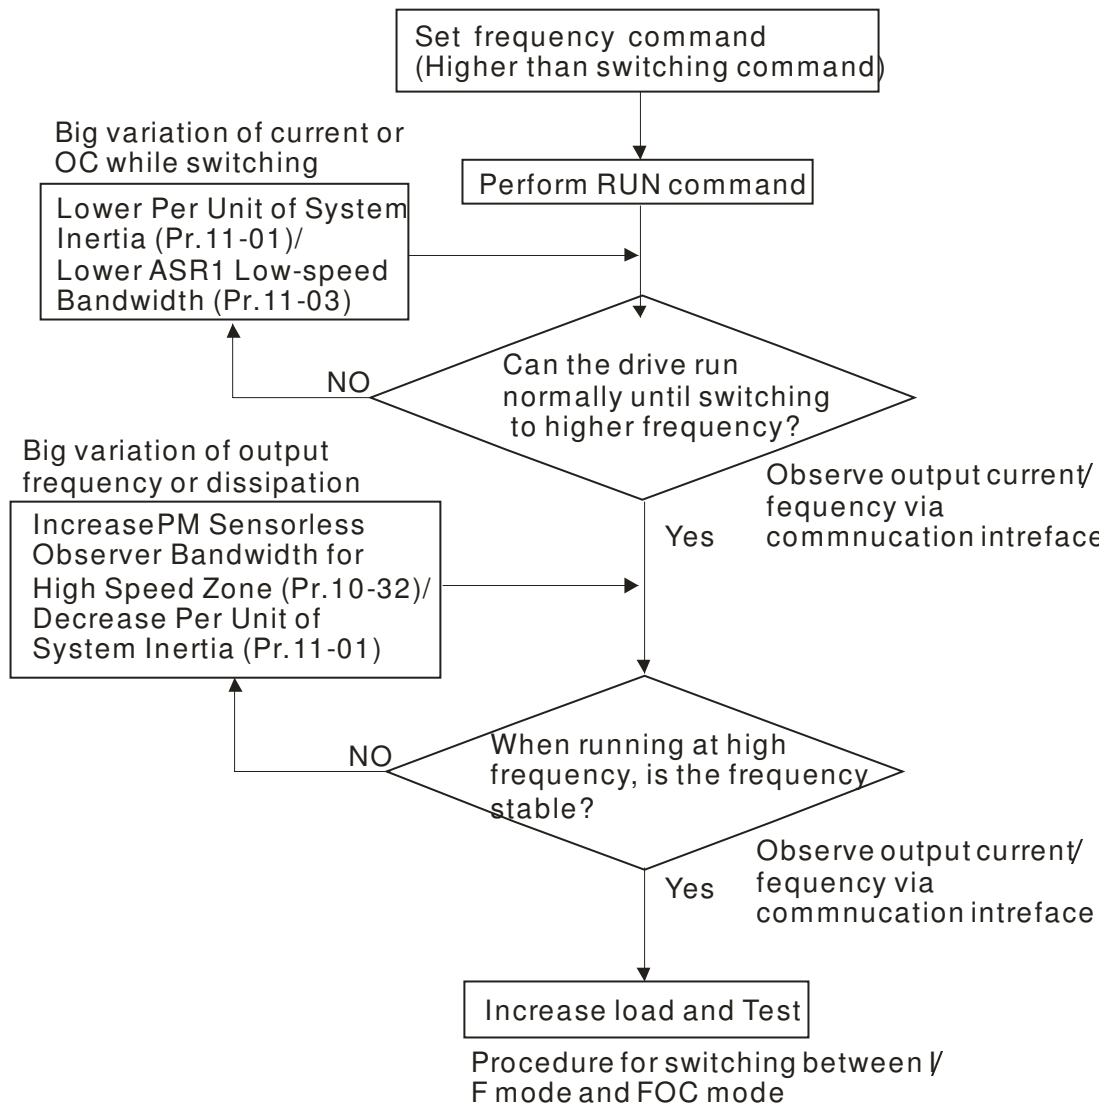 Set frequency command
(Higher than switching command)
Big variation of current or
OC while switching
Perform RUN command
Lower Per Unit of System
Inertia (Pr.11-01)/
Lower ASR1 Low-speed
Bandwidth (Pr.11-03)
Can the drive run
normally until switching
to higher frequency?
NO
Big variation of output
frequency or dissipation
Observe output current/
fequency via
commnucation intreface
Yes
IncreasePM Sensorless
Observer Bandwidth for
High Speed Zone (Pr.10-32)/
Decrease Per Unit of
System Inertia (Pr.11-01)
When running at high
frequency, is the frequency
stable?
NO
Observe output current/
fequency via
commnucation intreface
Yes
Increase load and Test
Procedure for switching between I/
F mode and FOC mode